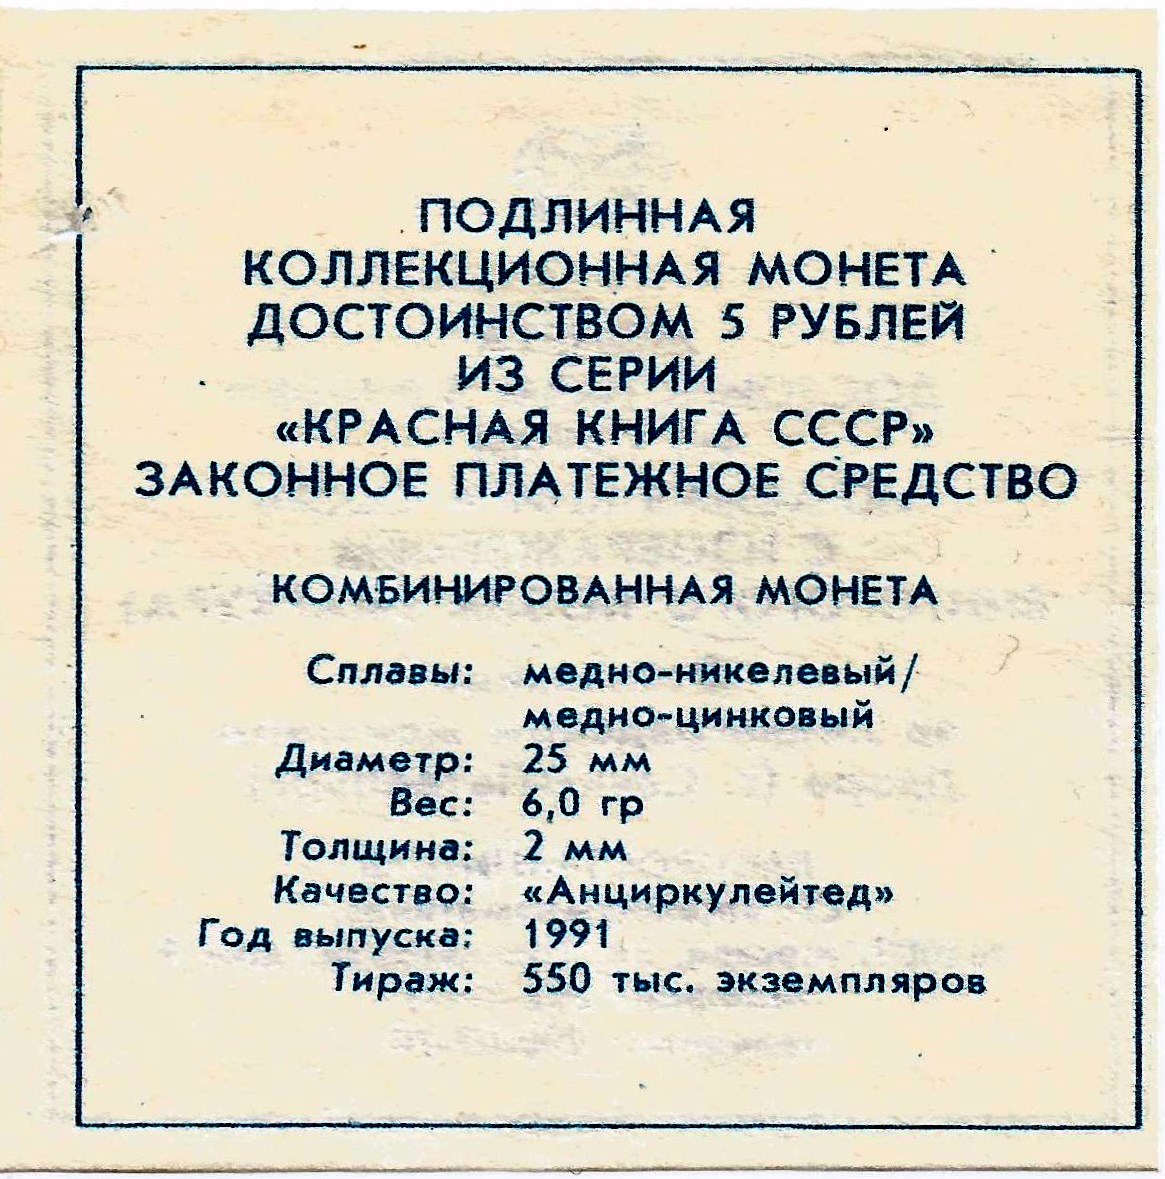 ПОДЛИННАЯ
КОЛЛЕКЦИОННАЯ МОНЕТА
ДОСТОИНСТВОМ 5 РУБЛЕЙ
ИЗ СЕРИИ
«КРАСНАЯ КНИГА СССР»
ЗАКОННОЕ ПЛАТЕЖНОЕ СРЕДСТВО
КОМБИНИРОВАННАЯ МОНЕТА
Сплавы: медно-никелевый/
медно-цинковый
Диаметр: 25 мм
Вес: 6,0 гр
Толщина: 2 мм
Качество: «Анциркулейтед»
Год выпуска: 1991
Тираж: 550 тыс. экземпляров